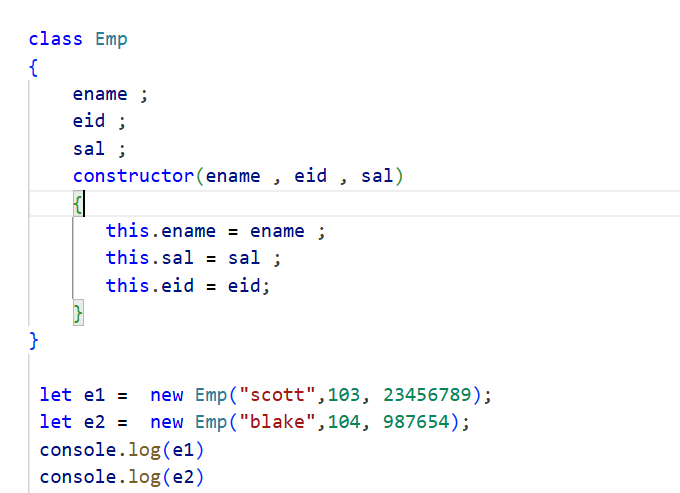 class Emp
{
    ename ;
    eid ;
    sal ;
    constructor(ename , eid , sal)
    {
       this.ename = ename ;
       this.sal = sal ;
       this.eid = eid;
    }
}
 let e1 =  new Emp("scott",103, 23456789);
 let e2 =  new Emp("blake",104, 987654);
 console.log(e1)
 console.log(e2)